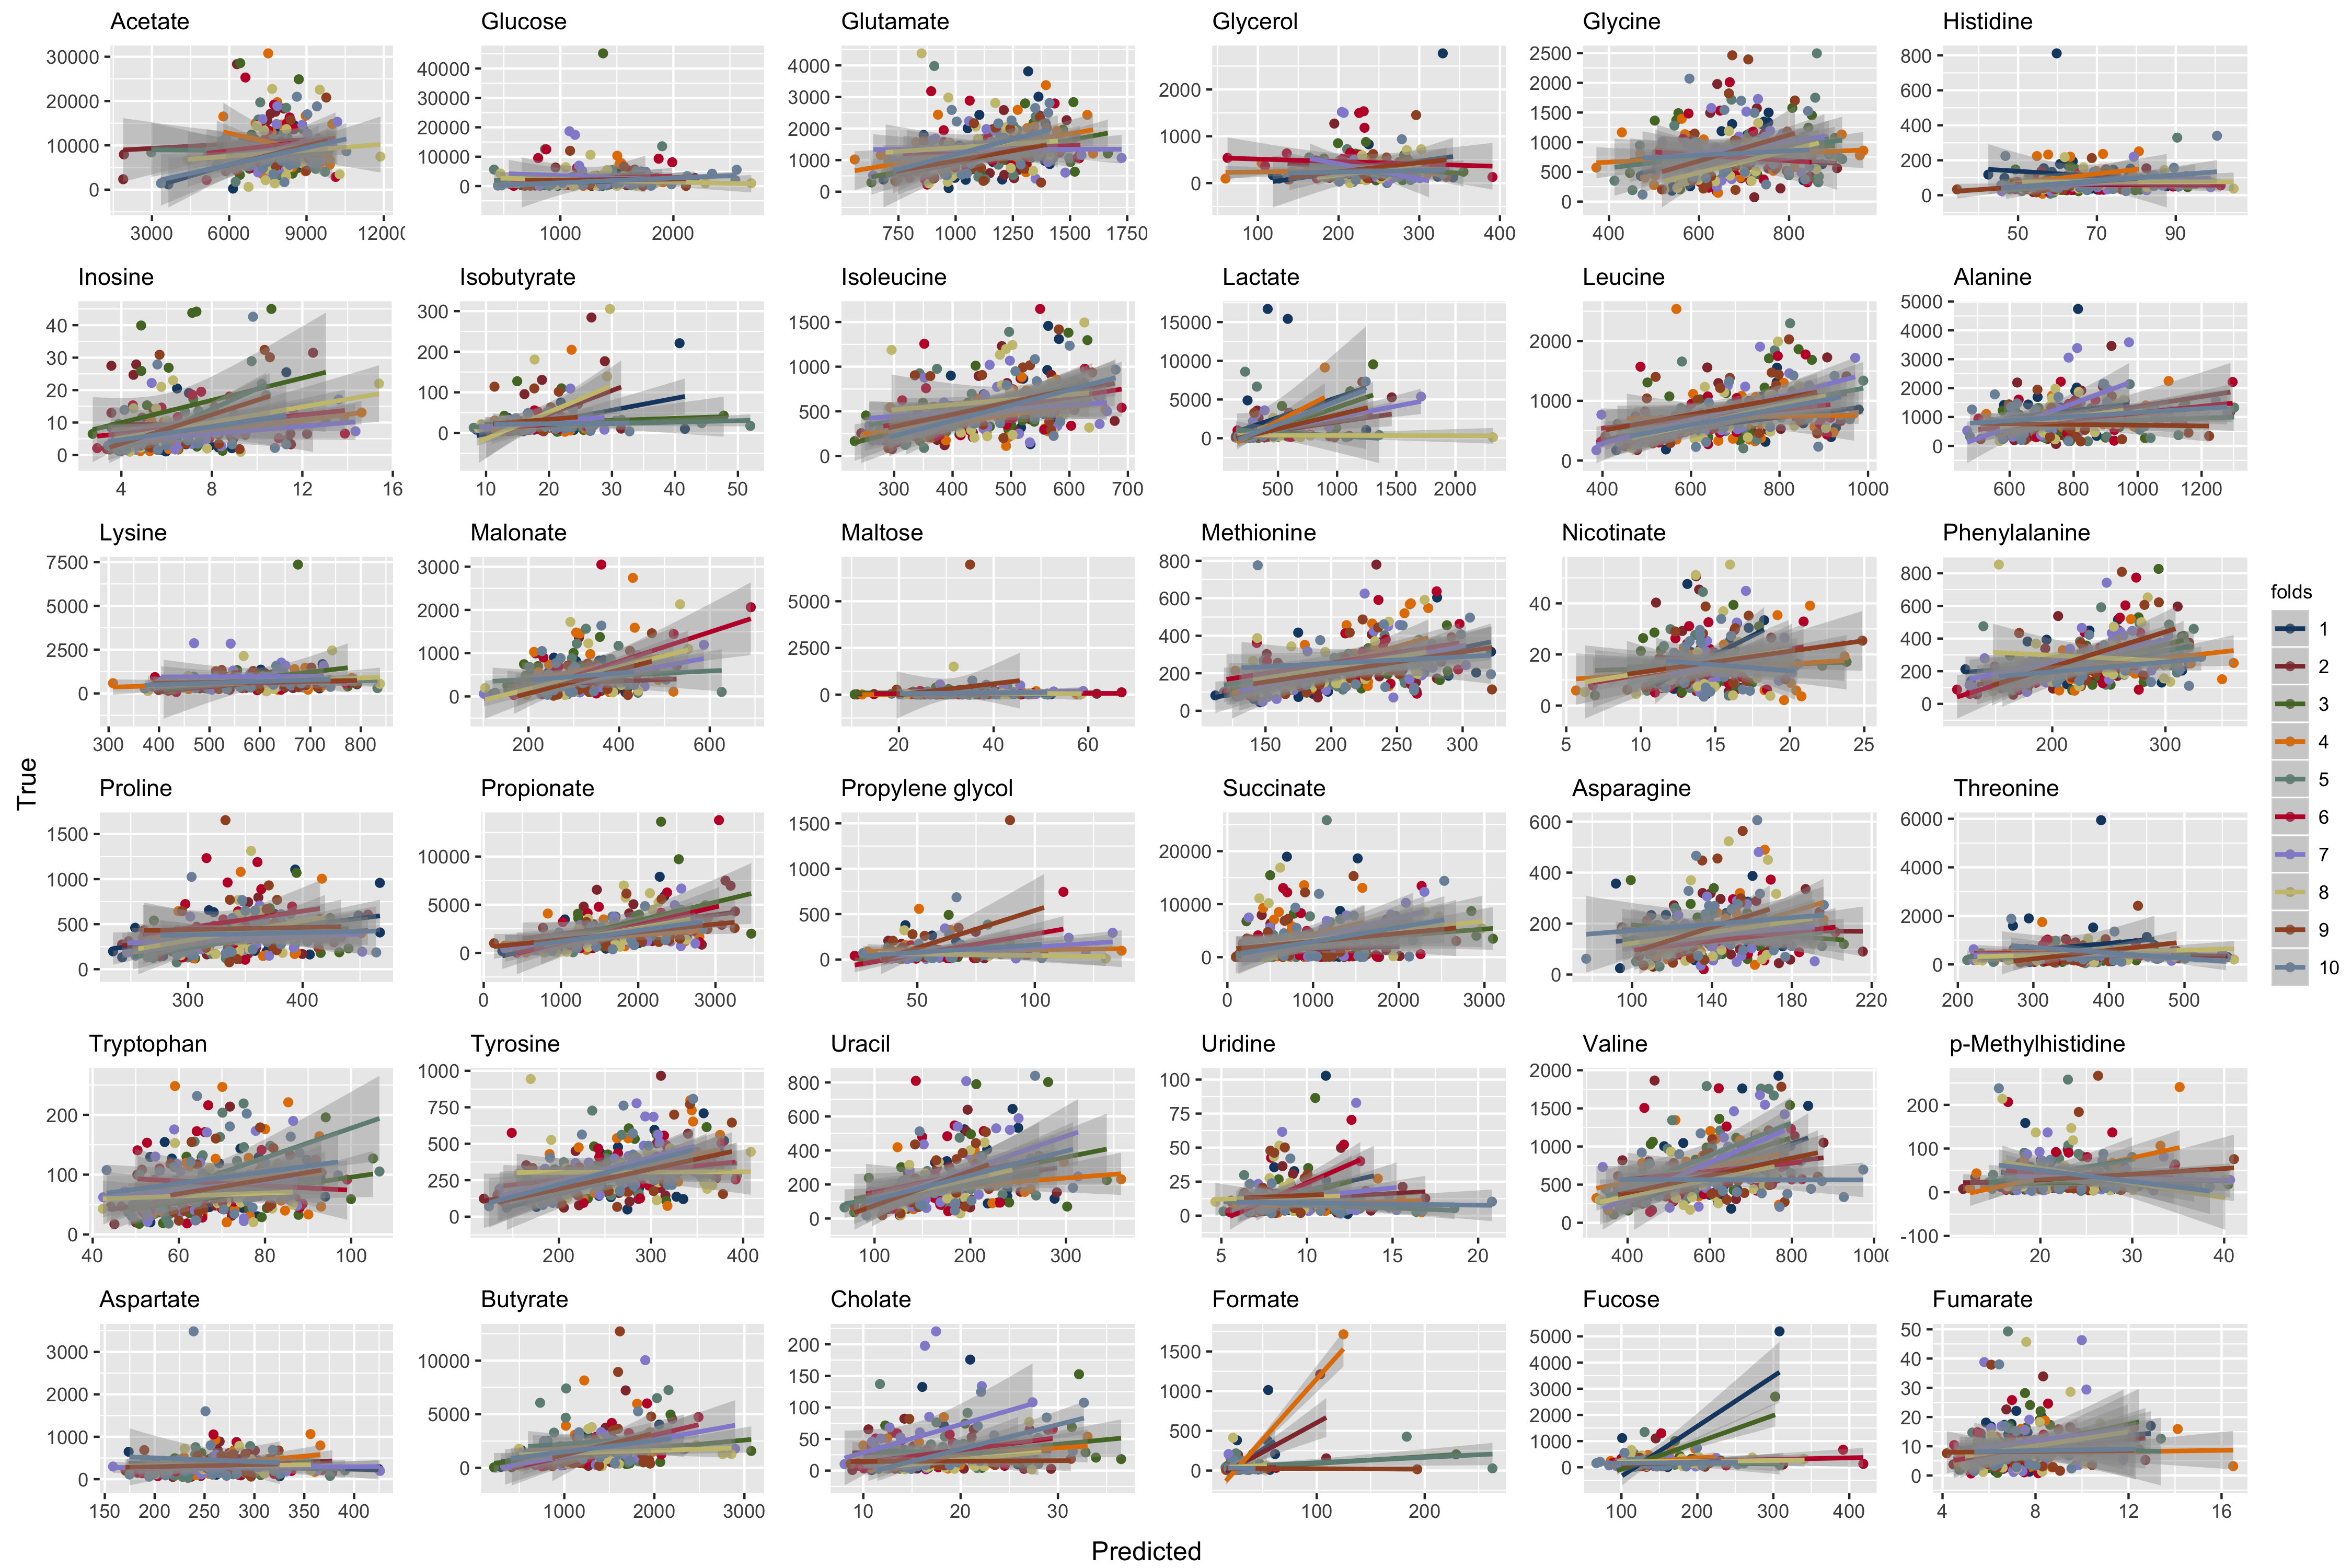 Acetate Glucose Glutamate Glycerol Glycine Histidine
30000 20000 10000 0
3000 6000 9000 12000
40000 30000 20000 10000 0
1000 2000
4000 3000 2000 1000 0
750 1000 1250 1500 1750
2000 1000 0
100 200 300 400
2500 2000 1500 1000 500 0
400 600 800
800 600 400 200 0
50 70 90
Inosine Isobutyrate Isoleucine Lactate Leucine Alanine
40 30 20 10 0
4 8 12 16
300 200 100 0
10 20 30 40 50
1500 1000 500 0
300 400 500 600 700
15000 10000 5000 0
500 1000 1500 2000
2000 1000 0
400 600 800 1000
5000 4000 3000 2000 1000 0
600 800 1000 1200
Lysine Malonate Maltose Methionine Nicotinate Phenylalanine
7500 5000 2500 0
300 400 500 600 700 800
3000 2000 1000 0
200 400 600
5000 2500 0
20 40 60
800 600 400 200 0
150 200 250 300
40 20 0
5 10 15 20 25
800 600 400 200 0
200 300
Proline Propionate Propylene glycol Succinate Asparagine Threonine
1500 1000 500 0
300 400
10000 5000 0
0 1000 2000 3000
1500 1000 500 0
50 100
20000 10000 0
0 1000 2000 3000
600 400 200 0
100 140 180 220
6000 4000 2000 0
200 300 400 500
Tryptophan Tyrosine Uracil Uridine Valine p-Methylhistidine
200 100 0
40 60 80 100
1000 750 500 250 0
200 300 400
800 600 400 200 0
100 200 300
100 75 50 25 0
5 10 15 20
2000 1500 1000 500 0
400 600 800 1000
200 100 0 -100
20 30 40
Aspartate Butyrate Cholate Formate Fucose Fumarate
3000 2000 1000 0
150 200 250 300 350 400
10000 5000 0
1000 2000 3000
200 150 100 50 0
10 20 30
1500 1000 500 0
100 200
5000 4000 3000 2000 1000 0
100 200 300 400
50 40 30 20 10 0
4 8 12 16
True
Predicted
folds
1
2
3
4
5
6
7
8
9
10